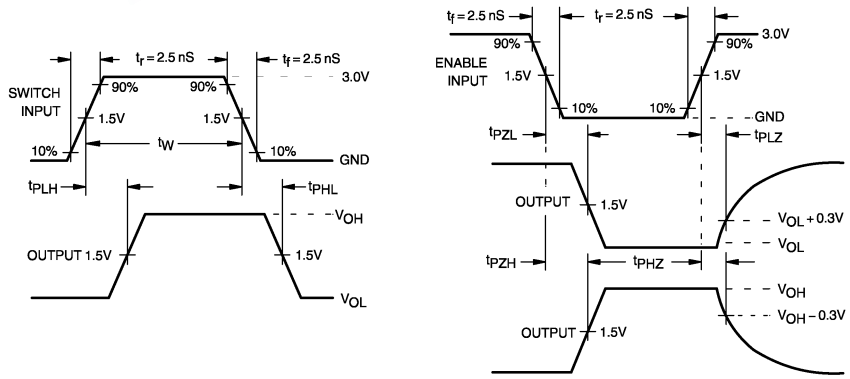 tr = 2.5 nS
tf = 2.5 nS
3.0V
SWITCH
INPUT
90%
90%
1.5V
1.5V
tW
10%
10%
GND
tPLH
tPHL
VOH
OUTPUT 1.5V
1.5V
VOL
tf = 2.5 nS
tr = 2.5 nS
3.0V
90%
90%
ENABLE
INPUT
1.5V
1.5V
10%
10%
GND
tPZL
tPLZ
OUTPUT
1.5V
VOL + 0.3V
VOL
tPZH
tPHZ
VOH
VOH – 0.3V
OUTPUT
1.5V